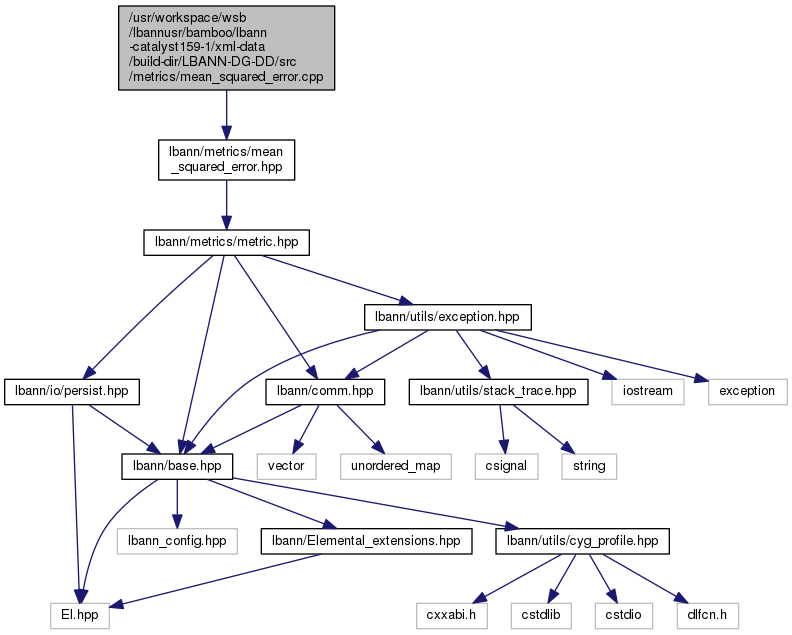 /usr/workspace/wsb
/lbannusr/bamboo/lbann
-catalyst159-1/xml-data
/build-dir/LBANN-DG-DD/src
/metrics/mean_squared_error.cpp
lbann/metrics/mean
_squared_error.hpp
lbann/metrics/metric.hpp
lbann/utils/exception.hpp
lbann/io/persist.hpp
lbann/comm.hpp
lbann/utils/stack_trace.hpp
iostream
exception
lbann/base.hpp
vector
unordered_map
csignal
string
lbann_config.hpp
lbann/Elemental_extensions.hpp
lbann/utils/cyg_profile.hpp
El.hpp
cxxabi.h
cstdlib
cstdio
dlfcn.h